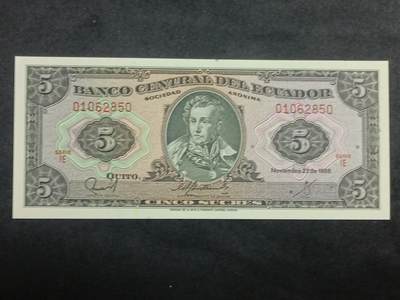 BANCO CENTRAL DEL ECUADOR
SOCIEDAD ANONIMA
5 5
01062850 01062850
5 5
SERIE IE SERIE IE
QUITO, Noviembre 22 de 1988
5 5
CINCO SUCRES